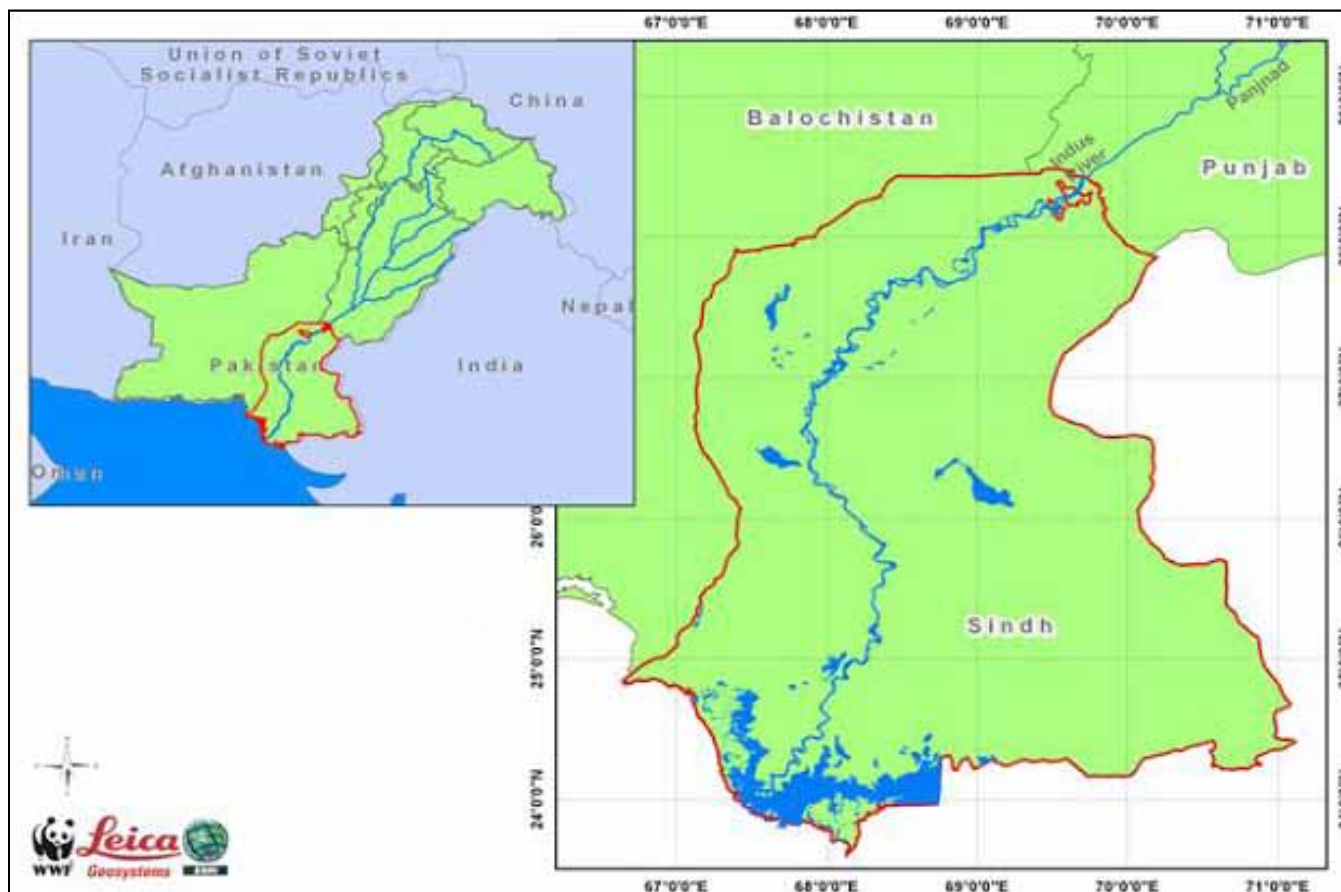 67°0'0"E
68°0'0"E
69°0'0"E
70°0'0"E
71°0'0"E
Union of Soviet
Socialist Republics
China
Afghanistan
Iran
Nepal
Pakistan
India
Balochistan
Panjnad
Indus
River
Punjab
Sindh
25°0'0"N
24°0'0"N
WWF
Leica
Geosystems
67°0'0"E
68°0'0"E
69°0'0"E
70°0'0"E
71°0'0"E